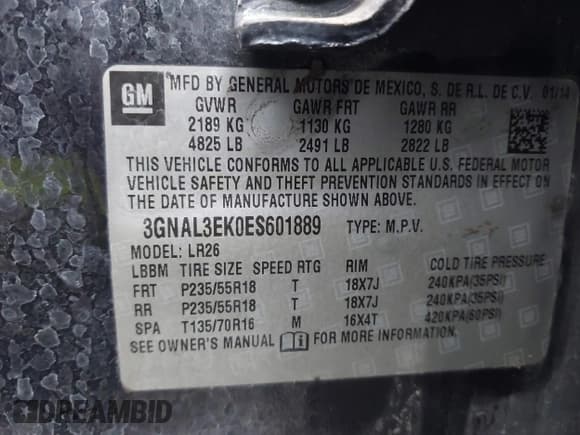 GM
MFD BY GENERAL MOTORS DE MEXICO, S. DE R.L. DE C.V. 01/14
GVWR GAWR FRT GAWR RR
2189 KG 1130 KG 1280 KG
4825 LB 2491 LB 2822 LB
THIS VEHICLE CONFORMS TO ALL APPLICABLE U.S. FEDERAL MOTOR
VEHICLE SAFETY AND THEFT PREVENTION STANDARDS IN EFFECT ON
THE DATE OF MANUFACTURE SHOWN ABOVE.
3GNAL3EK0ES601889 TYPE: M.P.V.
MODEL: LR26
LBBM TIRE SIZE SPEED RTG RIM COLD TIRE PRESSURE
FRT P235/55R18 T 18X7J 240KPA(35PSI)
RR P235/55R18 T 18X7J 240KPA(35PSI)
SPA T135/70R16 M 16X4T 420KPA(60PSI)
SEE OWNER'S MANUAL FOR MORE INFORMATION.
DREAMBID